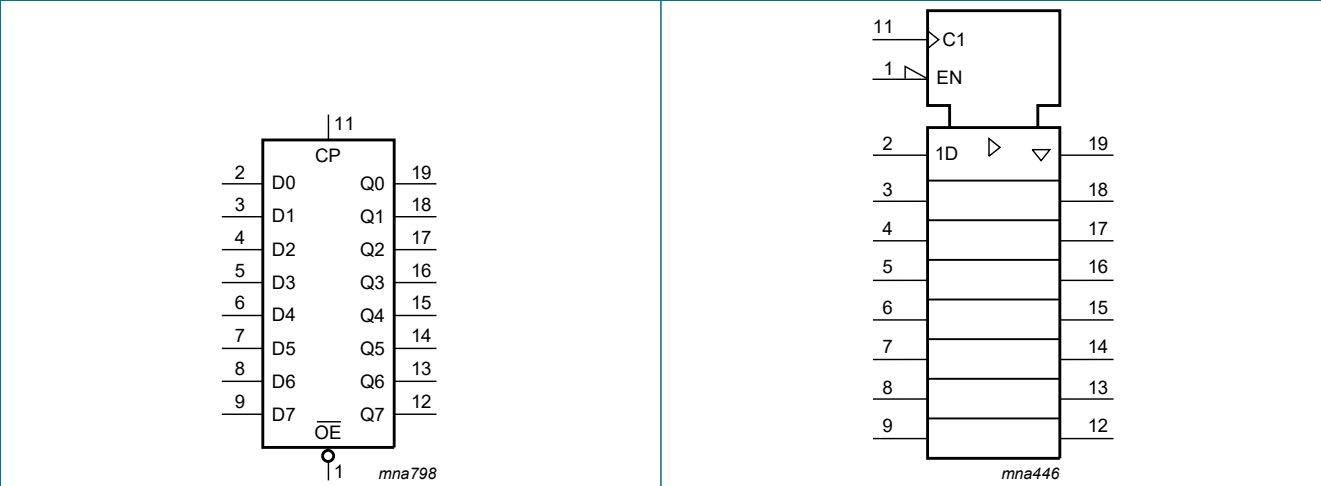 11
CP
2 D0 Q0 19
3 D1 Q1 18
4 D2 Q2 17
5 D3 Q3 16
6 D4 Q4 15
7 D5 Q5 14
8 D6 Q6 13
9 D7 Q7 12
O̅E̅
1 mna798
11 C1
1 EN
2 1D 19
3 18
4 17
5 16
6 15
7 14
8 13
9 12
mna446